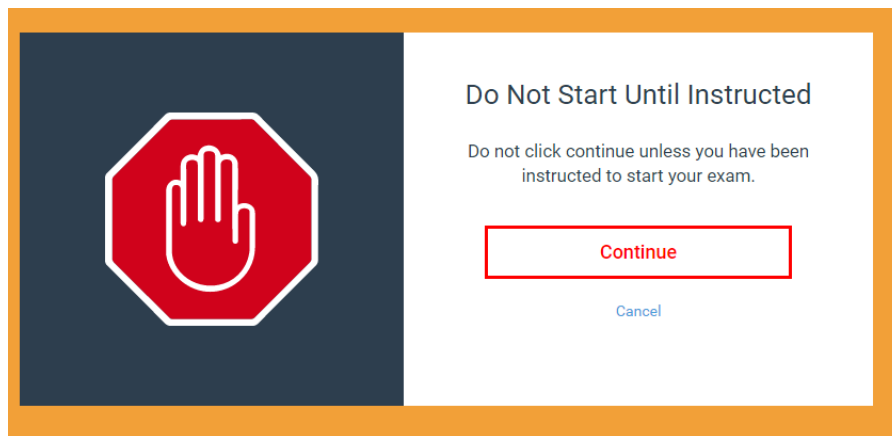 Do Not Start Until Instructed
Do not click continue unless you have been
instructed to start your exam.
Continue
Cancel